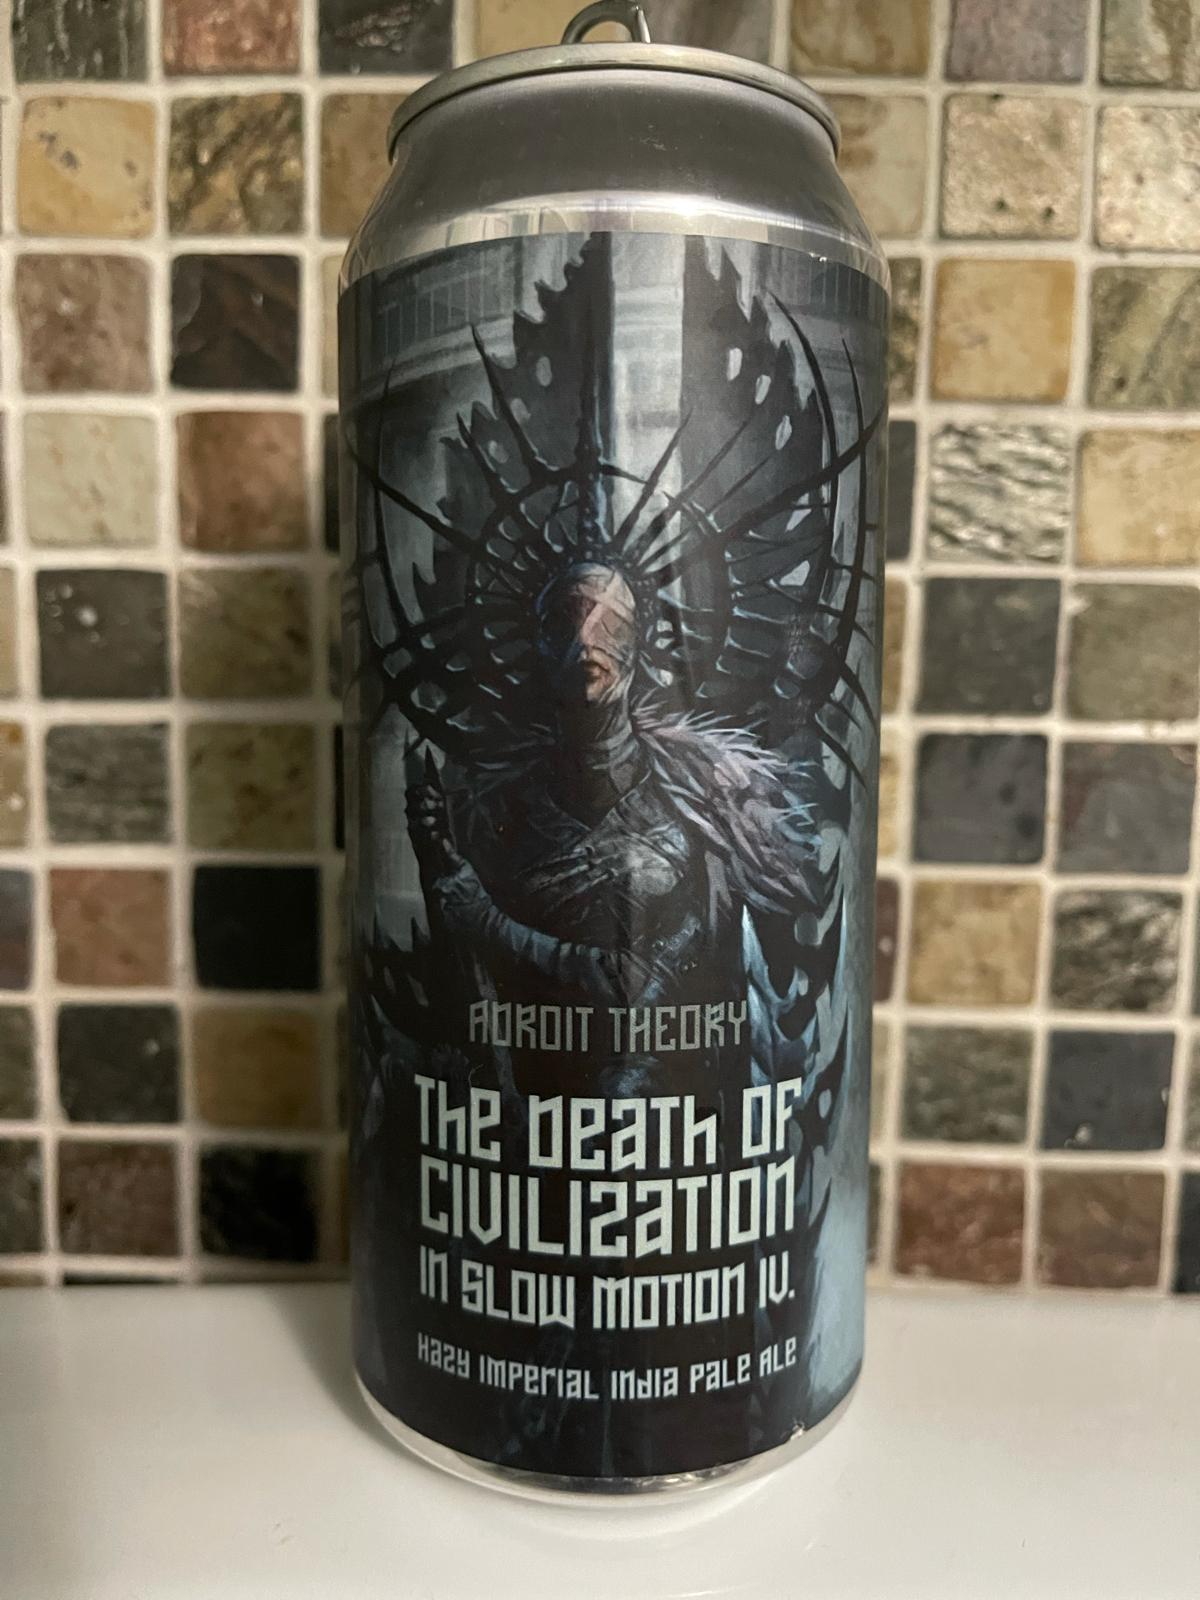 ADROIT THEORY
The Death of
Civilization
in slow motion IV.
Hazy Imperial India Pale Ale